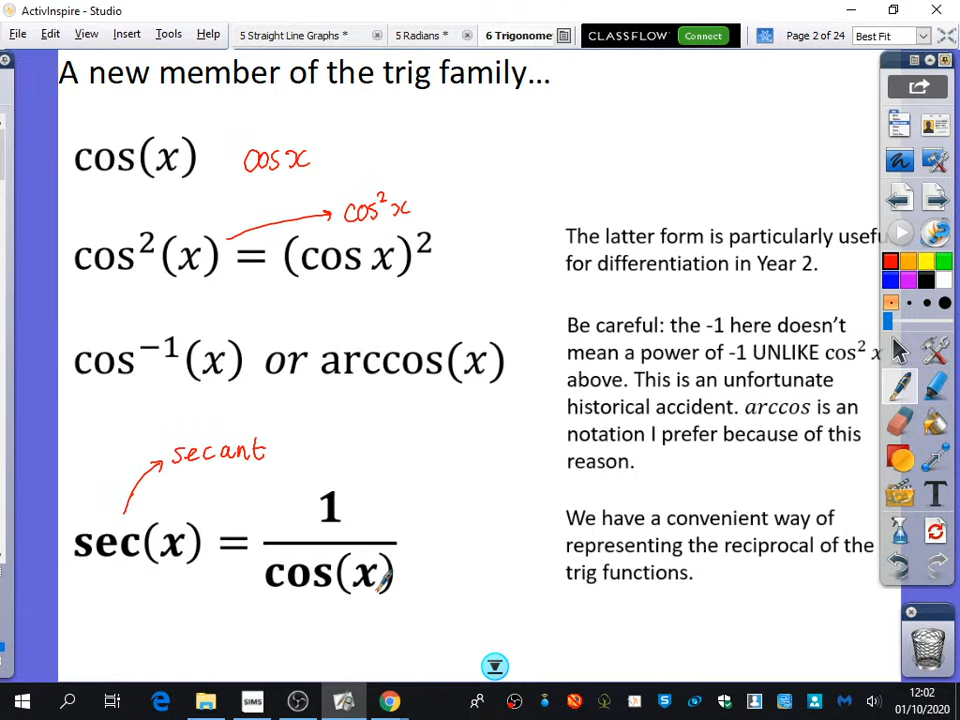 ActivInspire - Studio
File Edit View Insert Tools Help
5 Straight Line Graphs *
5 Radians *
6 Trigonome
CLASSFLOW Connect
Page 2 of 24
Best Fit
A new member of the trig family…
cos(x) cos x
cos² x
cos²(x) = (cos x)²
The latter form is particularly usefu
for differentiation in Year 2.
cos⁻¹(x) or arccos(x)
Be careful: the -1 here doesn’t
mean a power of -1 UNLIKE cos² x
above. This is an unfortunate
historical accident. arccos is an
notation I prefer because of this
reason.
secant
sec(x) = 1/cos(x)
We have a convenient way of
representing the reciprocal of the
trig functions.
SIMS
12:02
01/10/2020